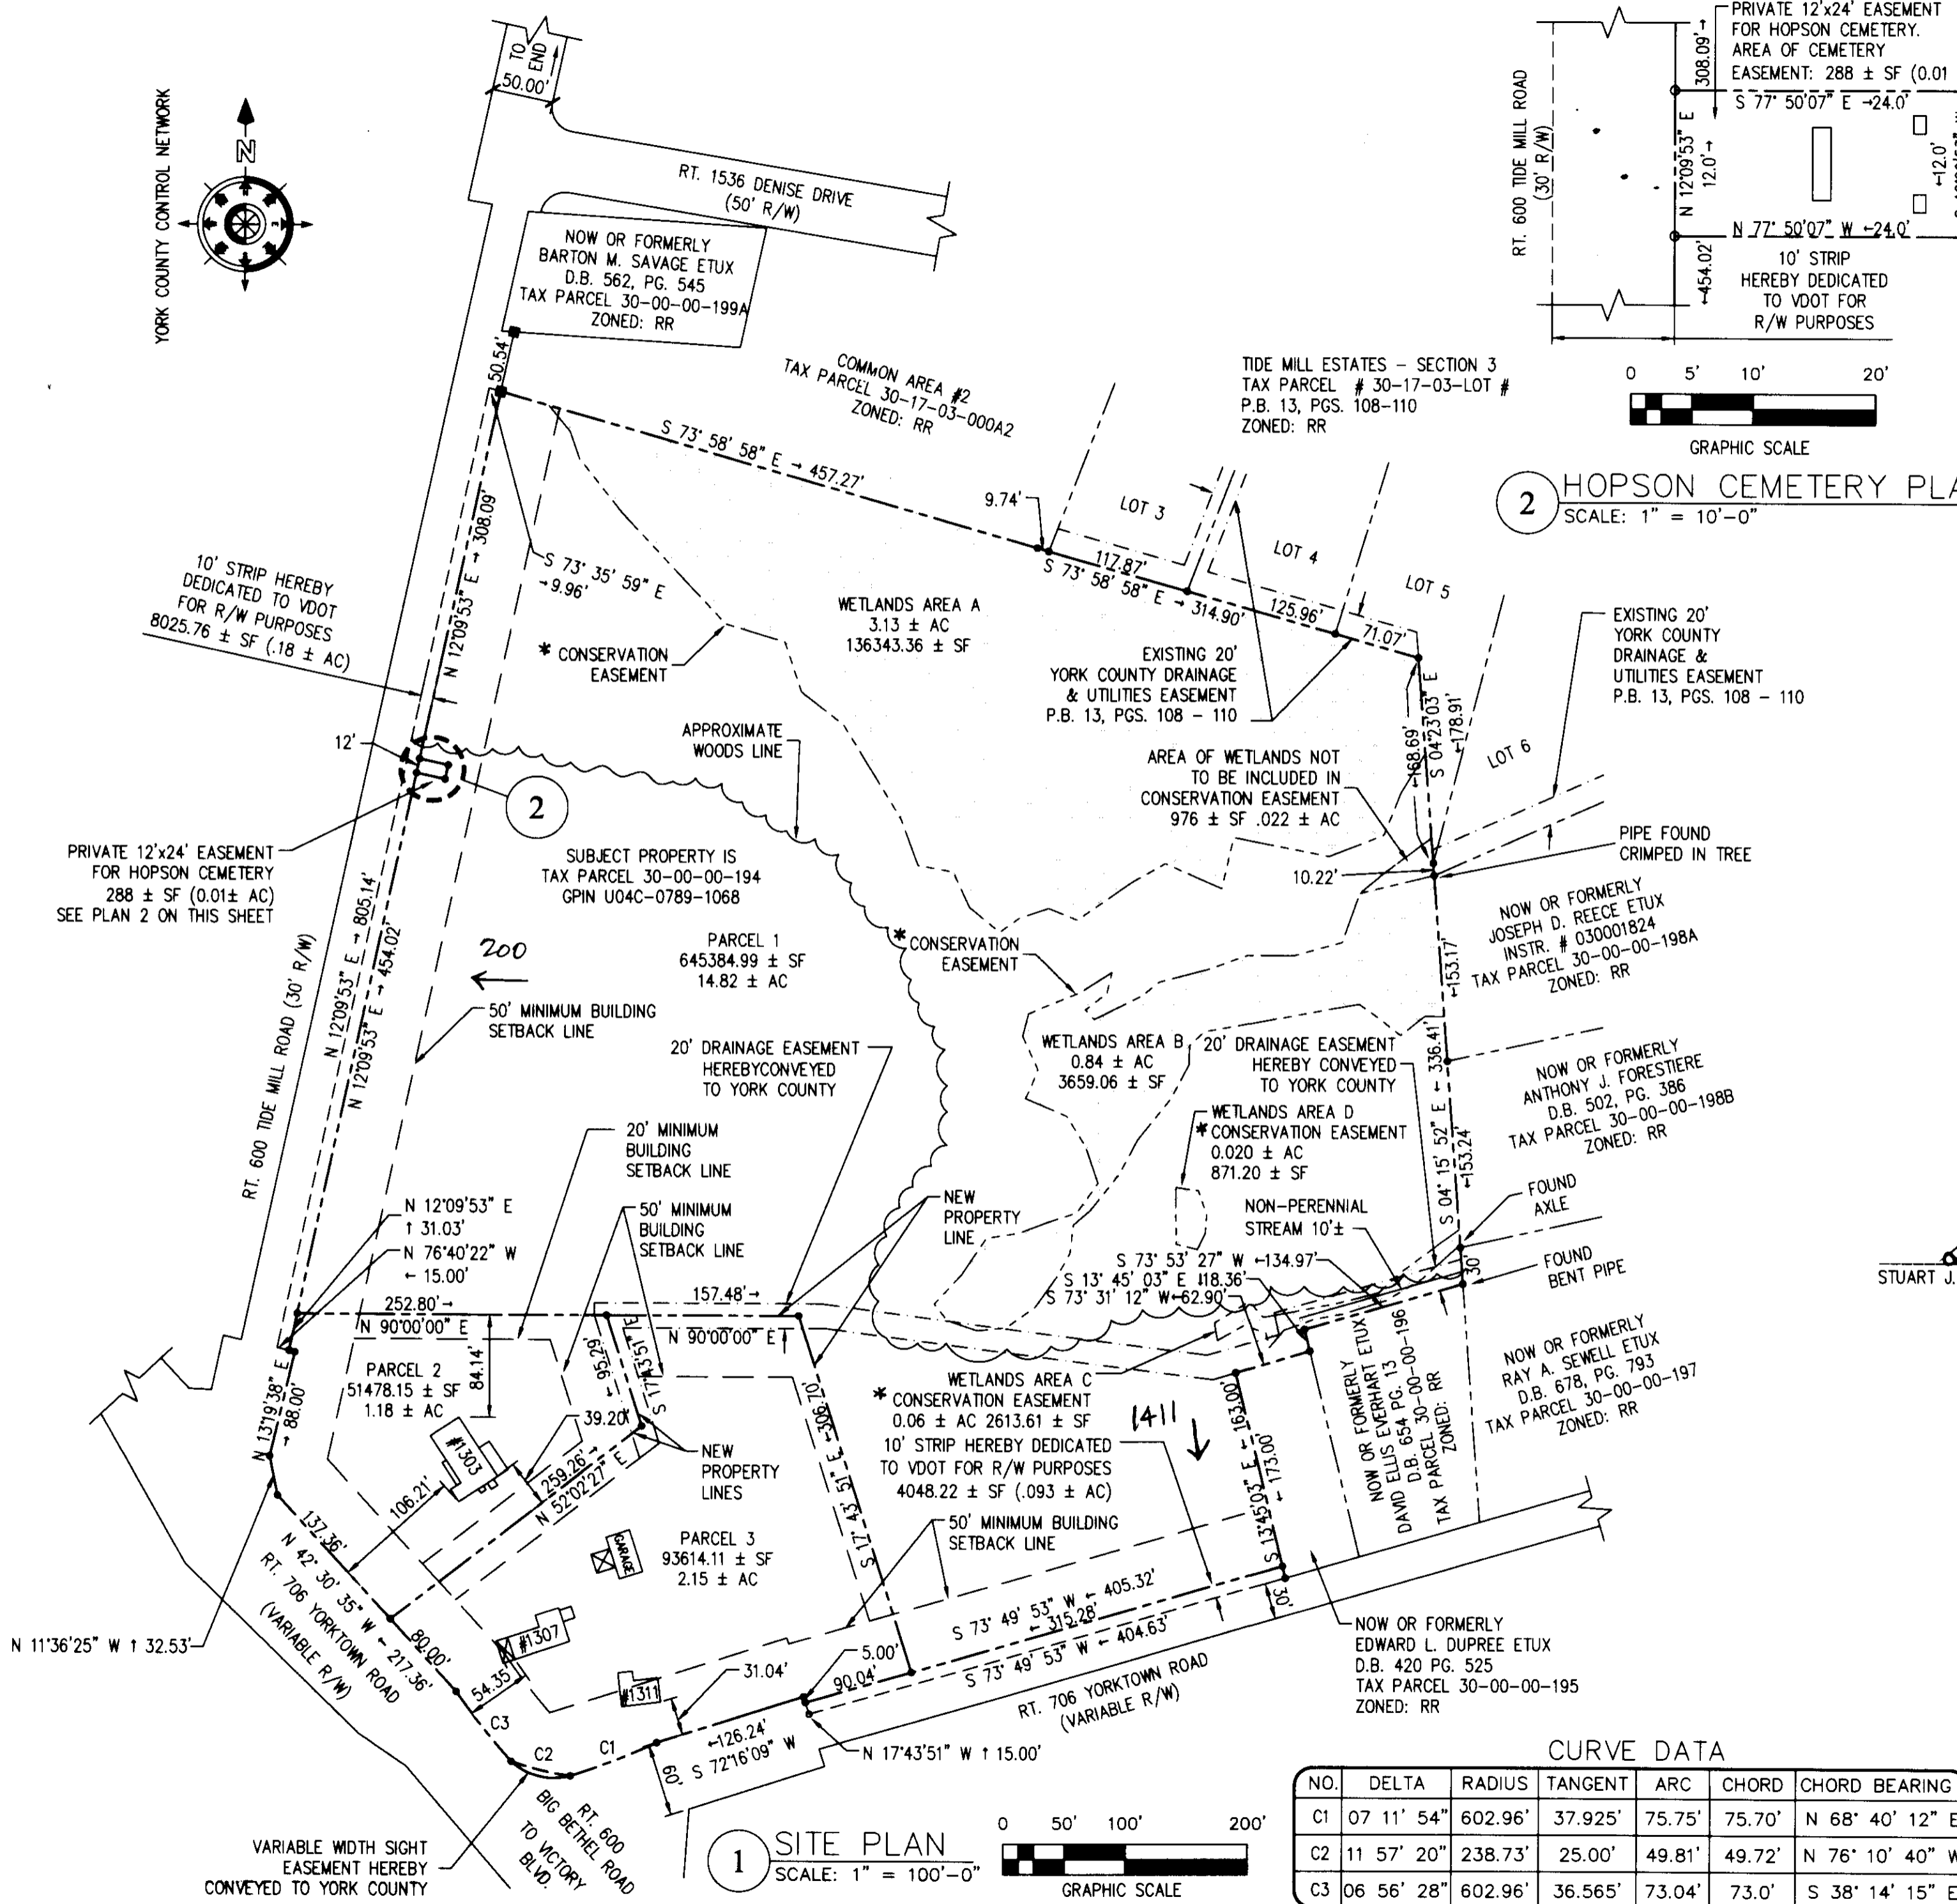 YORK COUNTY CONTROL NETWORK
N
TO
END
50.00'
RT. 1536 DENISE DRIVE
(50' R/W)
NOW OR FORMERLY
BARTON M. SAVAGE ETUX
D.B. 562, PG. 545
TAX PARCEL 30-00-00-199A
ZONED: RR
50.54'
COMMON AREA #2
TAX PARCEL 30-17-03-000A2
ZONED: RR
TIDE MILL ESTATES - SECTION 3
TAX PARCEL # 30-17-03-LOT #
P.B. 13, PGS. 108-110
ZONED: RR
PRIVATE 12'x24' EASEMENT
FOR HOPSON CEMETERY.
AREA OF CEMETERY
EASEMENT: 288 ± SF (0.01
308.09'→
S 77° 50'07" E →24.0'
RT. 600 TIDE MILL ROAD
(30' R/W)
N 12°09'53" E
12.0'→
←12.0'
N 77° 50'07" W ←24.0'
←454.02'
10' STRIP
HEREBY DEDICATED
TO VDOT FOR
R/W PURPOSES
0 5' 10' 20'
GRAPHIC SCALE
2 HOPSON CEMETERY PLA
SCALE: 1" = 10'-0"
S 73° 58' 58" E → 457.27'
9.74'
LOT 3
LOT 4
LOT 5
LOT 6
117.87'
S 73° 58' 58" E → 314.90'
125.96'
71.07'
N 12°09'53" E → 308.09'
S 73° 35' 59" E
→9.96'
10' STRIP HEREBY
DEDICATED TO VDOT
FOR R/W PURPOSES
8025.76 ± SF (.18 ± AC)
* CONSERVATION
EASEMENT
WETLANDS AREA A
3.13 ± AC
136343.36 ± SF
EXISTING 20'
YORK COUNTY DRAINAGE
& UTILITIES EASEMENT
P.B. 13, PGS. 108 - 110
EXISTING 20'
YORK COUNTY
DRAINAGE &
UTILITIES EASEMENT
P.B. 13, PGS. 108 - 110
←168.69'
S 04°23'03" E
←178.91'
APPROXIMATE
WOODS LINE
AREA OF WETLANDS NOT
TO BE INCLUDED IN
CONSERVATION EASEMENT
976 ± SF .022 ± AC
10.22'
PIPE FOUND
CRIMPED IN TREE
12'
2
PRIVATE 12'x24' EASEMENT
FOR HOPSON CEMETERY
288 ± SF (0.01± AC)
SEE PLAN 2 ON THIS SHEET
SUBJECT PROPERTY IS
TAX PARCEL 30-00-00-194
GPIN U04C-0789-1068
PARCEL 1
645384.99 ± SF
14.82 ± AC
200
←
* CONSERVATION
EASEMENT
NOW OR FORMERLY
JOSEPH D. REECE ETUX
INSTR. # 030001824
TAX PARCEL 30-00-00-198A
ZONED: RR
←153.17'
RT. 600 TIDE MILL ROAD (30' R/W)
N 12°09'53" E → 805.14'
N 12°09'53" E → 454.02'
50' MINIMUM BUILDING
SETBACK LINE
20' DRAINAGE EASEMENT
HEREBYCONVEYED
TO YORK COUNTY
WETLANDS AREA B
0.84 ± AC
3659.06 ± SF
20' DRAINAGE EASEMENT
HEREBY CONVEYED
TO YORK COUNTY
S 04° 15' 52" E ← 336.41'
NOW OR FORMERLY
ANTHONY J. FORESTIERE
D.B. 502, PG. 386
TAX PARCEL 30-00-00-198B
ZONED: RR
←153.24'
20' MINIMUM
BUILDING
SETBACK LINE
WETLANDS AREA D
* CONSERVATION EASEMENT
0.020 ± AC
871.20 ± SF
50' MINIMUM
BUILDING
SETBACK LINE
NEW
PROPERTY
LINE
NON-PERENNIAL
STREAM 10'±
FOUND
AXLE
FOUND
BENT PIPE
30'
STUART J.
N 12°09'53" E
↑ 31.03'
N 76°40'22" W
← 15.00'
252.80'→
N 90°00'00" E
157.48'→
N 90°00'00" E
S 73° 53' 27" W ←134.97'
S 13° 45' 03" E 18.36'
S 73° 31' 12" W←62.90'
84.14'
S 17°43'51" E
← 95.29'
PARCEL 2
51478.15 ± SF
1.18 ± AC
39.20'
#1303
N 13°19'38" E
→ 88.00'
106.21'
259.26'→
N 52°02'27" E
NEW
PROPERTY
LINES
S 17° 43' 51" E ←306.70'
WETLANDS AREA C
* CONSERVATION EASEMENT
0.06 ± AC 2613.61 ± SF
1411
↓
10' STRIP HEREBY DEDICATED
TO VDOT FOR R/W PURPOSES
4048.22 ± SF (.093 ± AC)
S 13°45'03" E ← 163.00'
← 173.00'
NOW OR FORMERLY
DAVID ELLIS EVERHART ETUX
D.B. 654 PG. 13
TAX PARCEL 30-00-00-196
ZONED: RR
NOW OR FORMERLY
RAY A. SEWELL ETUX
D.B. 678, PG. 793
TAX PARCEL 30-00-00-197
ZONED: RR
PARCEL 3
93614.11 ± SF
2.15 ± AC
GARAGE
50' MINIMUM BUILDING
SETBACK LINE
137.36'
N 42° 30' 35" W ← 217.36'
RT. 706 YORKTOWN ROAD
(VARIABLE R/W)
80.00'
N 11°36'25" W ↑ 32.53'
#1307
54.35
#1311
31.04'
5.00'
90.04'
S 73° 49' 53" W ← 405.32'
← 315.28'
S 73° 49' 53" W ← 404.63'
30'
RT. 706 YORKTOWN ROAD
(VARIABLE R/W)
NOW OR FORMERLY
EDWARD L. DUPREE ETUX
D.B. 420 PG. 525
TAX PARCEL 30-00-00-195
ZONED: RR
C3
C2
C1
←126.24'
S 72°16'09" W
60'
N 17°43'51" W ↑ 15.00'
VARIABLE WIDTH SIGHT
EASEMENT HEREBY
CONVEYED TO YORK COUNTY
RT. 600
BIG BETHEL ROAD
TO VICTORY
BLVD.
1 SITE PLAN
SCALE: 1" = 100'-0"
0 50' 100' 200'
GRAPHIC SCALE
CURVE DATA
NO. DELTA RADIUS TANGENT ARC CHORD CHORD BEARING
C1 07 11' 54" 602.96' 37.925' 75.75' 75.70' N 68° 40' 12" E
C2 11 57' 20" 238.73' 25.00' 49.81' 49.72' N 76° 10' 40" W
C3 06 56' 28" 602.96' 36.565' 73.04' 73.0' S 38° 14' 15" E